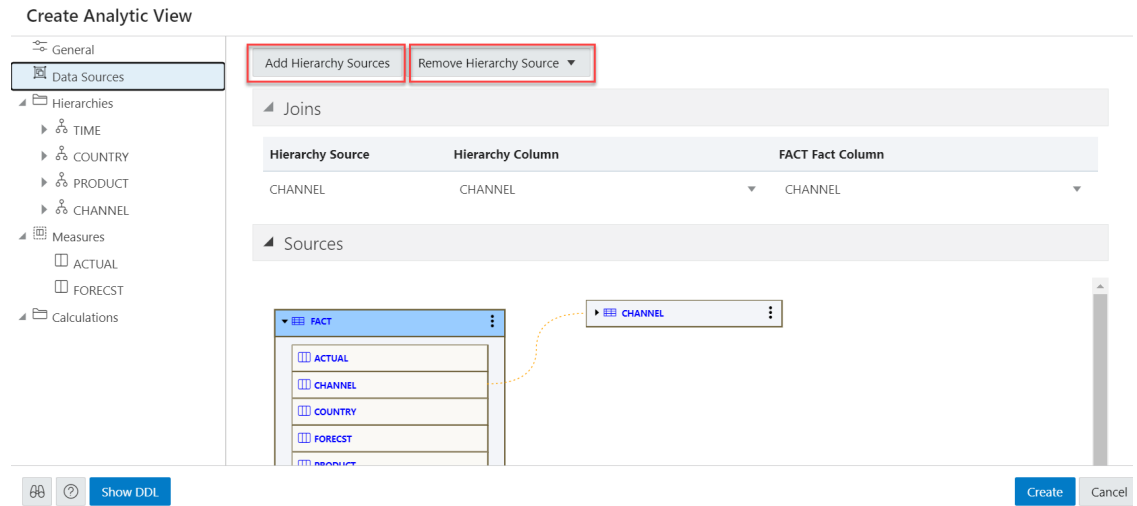 Create Analytic View
General
Data Sources
Hierarchies
TIME
COUNTRY
PRODUCT
CHANNEL
Measures
ACTUAL
FORECST
Calculations
Add Hierarchy Sources Remove Hierarchy Source
Joins
Hierarchy Source Hierarchy Column FACT Fact Column
CHANNEL CHANNEL CHANNEL
Sources
FACT CHANNEL
ACTUAL
CHANNEL
COUNTRY
FORECST
PRODUCT
Show DDL Create Cancel